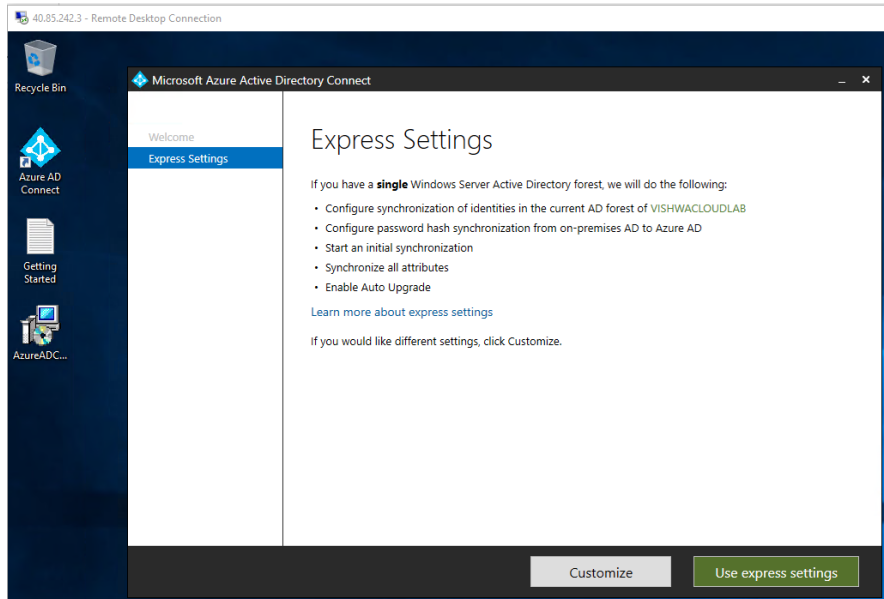 40.85.242.3 - Remote Desktop Connection
Recycle Bin
Azure AD
Connect
Getting
Started
AzureADC...
Microsoft Azure Active Directory Connect
Welcome
Express Settings
Express Settings
If you have a single Windows Server Active Directory forest, we will do the following:
• Configure synchronization of identities in the current AD forest of VISHWACLOUDLAB
• Configure password hash synchronization from on-premises AD to Azure AD
• Start an initial synchronization
• Synchronize all attributes
• Enable Auto Upgrade
Learn more about express settings
If you would like different settings, click Customize.
Customize
Use express settings